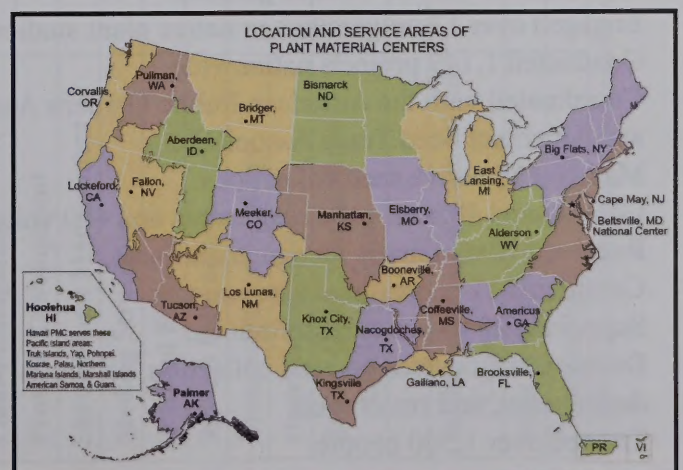 LOCATION AND SERVICE AREAS OF
PLANT MATERIAL CENTERS
Pullman,
WA
Corvallis,
OR
Bridger,
MT
Bismarck
ND
Aberdeen,
ID
Big Flats, NY
East
Lansing,
MI
Fallon,
NV
Lockeford,
CA
Meeker,
CO
Manhattan,
KS
Elsberry,
MO
Cape May, NJ
Beltsville, MD
National Center
Alderson
WV
Booneville,
AR
Los Lunas,
NM
Tucson,
AZ
Knox City,
TX
Coffeeville,
MS
Americus
GA
Nacogdoches,
TX
Kingsville
TX
Galliano, LA
Brooksville,
FL
Hoolehua
HI
Hawaii PMC serves these
Pacific island areas:
Truk Islands, Yap, Pohnpei,
Kosrae, Palau, Northern
Mariana Islands, Marshall Islands
American Samoa, & Guam.
Palmer
AK
PR
VI